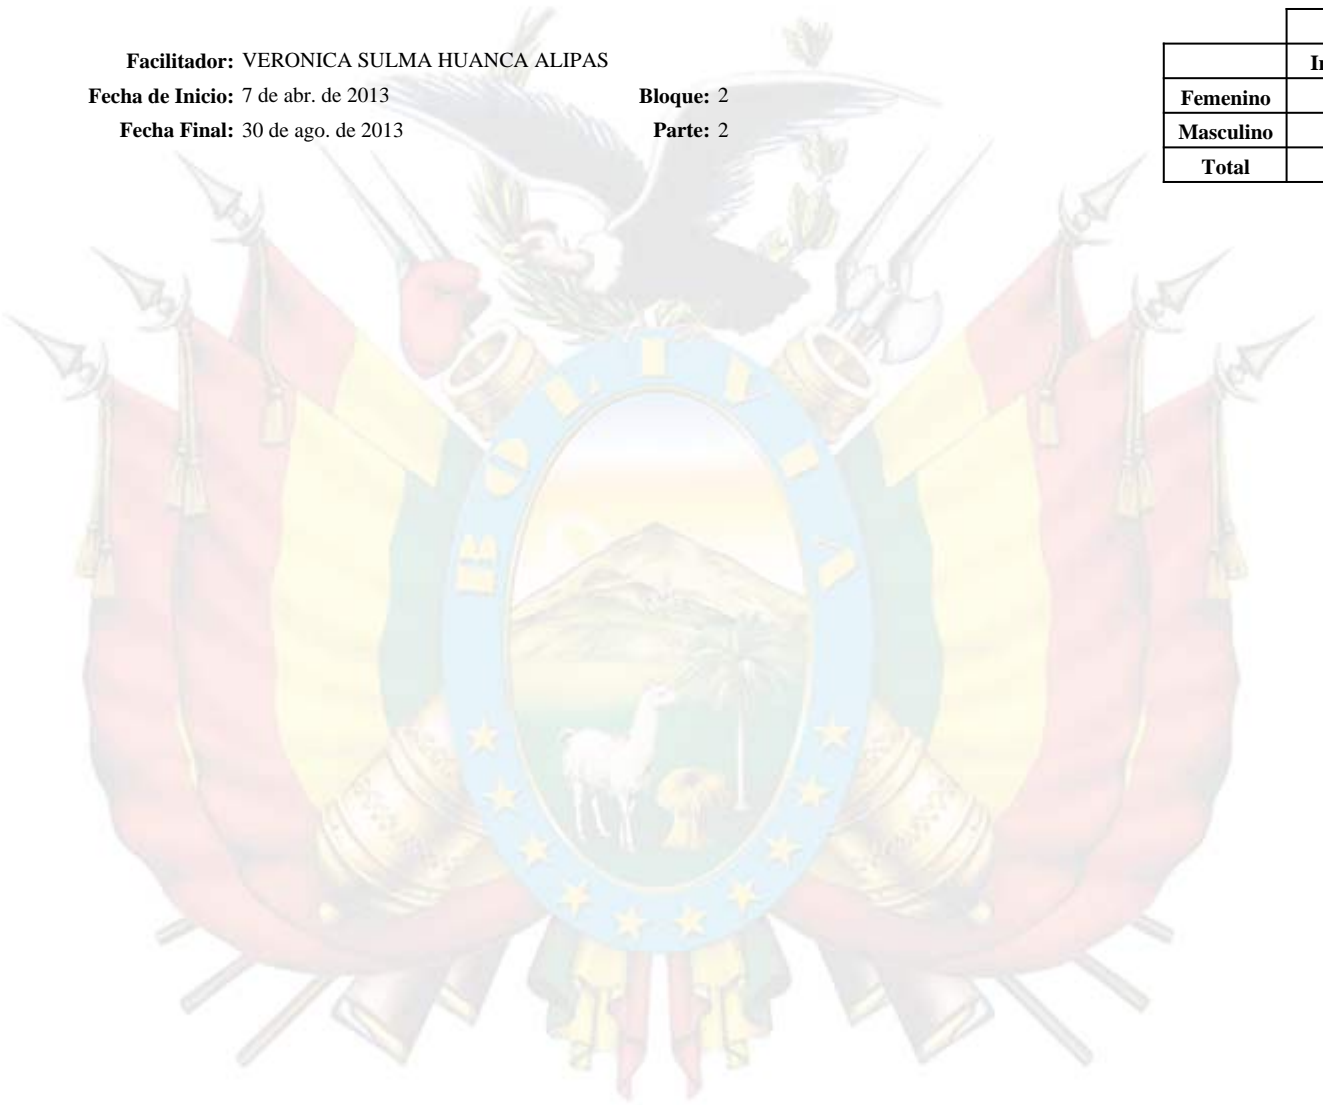 Facilitador: VERONICA SULMA HUANCA ALIPAS
Fecha de Inicio: 7 de abr. de 2013 Bloque: 2
Fecha Final: 30 de ago. de 2013 Parte: 2
Femenino
Masculino
Total
BOLIVIA